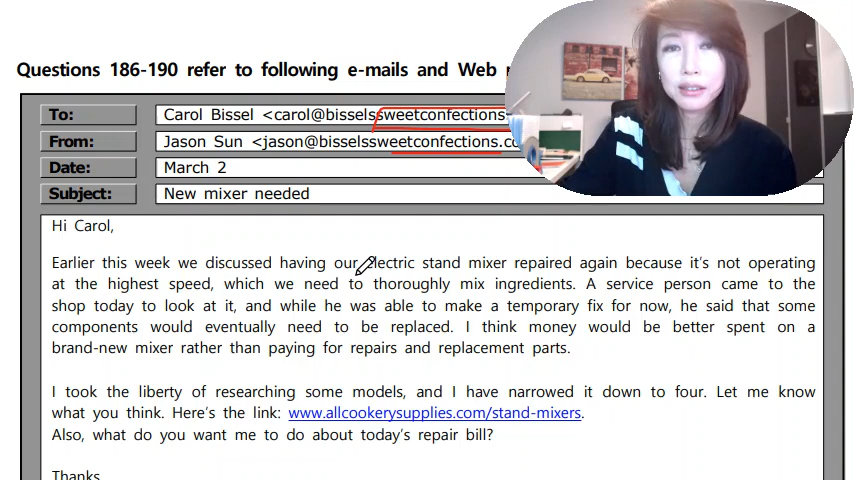 Questions 186-190 refer to following e-mails and Web
To:
Carol Bissel <carol@bisselssweetconfections
From:
Jason Sun <jason@bisselssweetconfections.co
Date:
March 2
Subject:
New mixer needed
Hi Carol,
Earlier this week we discussed having our electric stand mixer repaired again because it's not operating
at the highest speed, which we need to thoroughly mix ingredients. A service person came to the
shop today to look at it, and while he was able to make a temporary fix for now, he said that some
components would eventually need to be replaced. I think money would be better spent on a
brand-new mixer rather than paying for repairs and replacement parts.
I took the liberty of researching some models, and I have narrowed it down to four. Let me know
what you think. Here's the link: www.allcookerysupplies.com/stand-mixers.
Also, what do you want me to do about today's repair bill?
Thanks